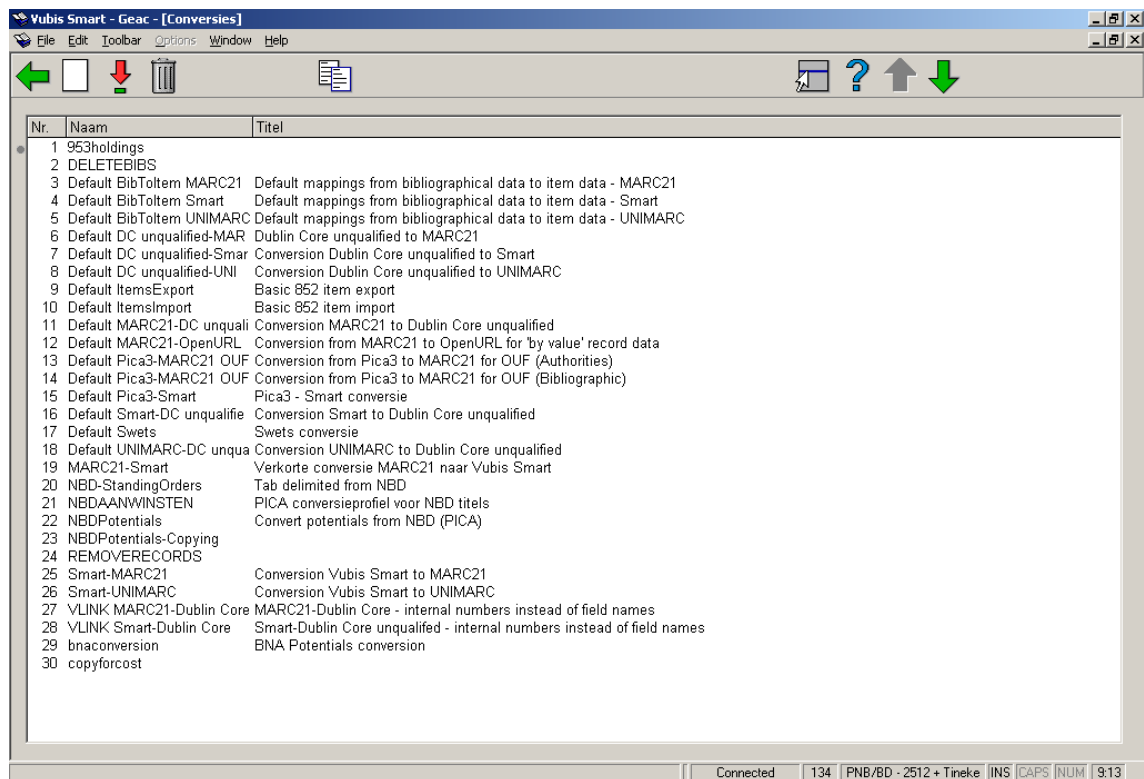 Vubis Smart - Geac - [Conversies]
File Edit Toolbar Options Window Help
Nr. Naam Titel
1 953holdings
2 DELETEBIBS
3 Default BibToItem MARC21 Default mappings from bibliographical data to item data - MARC21
4 Default BibToItem Smart Default mappings from bibliographical data to item data - Smart
5 Default BibToItem UNIMARC Default mappings from bibliographical data to item data - UNIMARC
6 Default DC unqualified-MAR Dublin Core unqualified to MARC21
7 Default DC unqualified-Smar Conversion Dublin Core unqualified to Smart
8 Default DC unqualified-UNI Conversion Dublin Core unqualified to UNIMARC
9 Default ItemsExport Basic 852 item export
10 Default ItemsImport Basic 852 item import
11 Default MARC21-DC unquali Conversion MARC21 to Dublin Core unqualified
12 Default MARC21-OpenURL Conversion from MARC21 to OpenURL for 'by value' record data
13 Default Pica3-MARC21 OUF Conversion from Pica3 to MARC21 for OUF (Authorities)
14 Default Pica3-MARC21 OUF Conversion from Pica3 to MARC21 for OUF (Bibliographic)
15 Default Pica3-Smart Pica3 - Smart conversie
16 Default Smart-DC unqualifie Conversion Smart to Dublin Core unqualified
17 Default Swets Swets conversie
18 Default UNIMARC-DC unqua Conversion UNIMARC to Dublin Core unqualified
19 MARC21-Smart Verkorte conversie MARC21 naar Vubis Smart
20 NBD-StandingOrders Tab delimited from NBD
21 NBDAANWINSTEN PICA conversieprofiel voor NBD titels
22 NBDPotentials Convert potentials from NBD (PICA)
23 NBDPotentials-Copying
24 REMOVERECORDS
25 Smart-MARC21 Conversion Vubis Smart to MARC21
26 Smart-UNIMARC Conversion Vubis Smart to UNIMARC
27 VLINK MARC21-Dublin Core MARC21-Dublin Core - internal numbers instead of field names
28 VLINK Smart-Dublin Core Smart-Dublin Core unqualifed - internal numbers instead of field names
29 bnaconversion BNA Potentials conversion
30 copyforcost
Connected 134 PNB/BD - 2512 + Tineke INS CAPS NUM 9:13